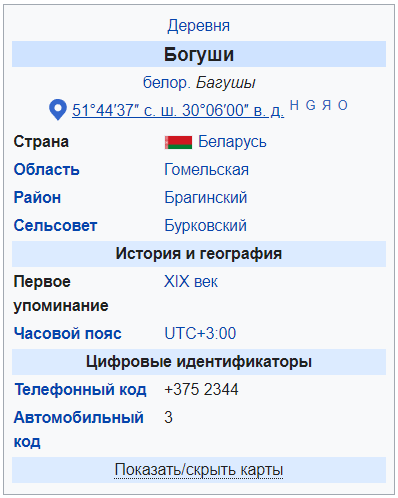 Деревня
Богуши
белор. Багушы
51°44′37″ с. ш. 30°06′00″ в. д. H G Я O
Страна Беларусь
Область Гомельская
Район Брагинский
Сельсовет Бурковский
История и география
Первое
упоминание XIX век
Часовой пояс UTC+3:00
Цифровые идентификаторы
Телефонный код +375 2344
Автомобильный
код 3
Показать/скрыть карты